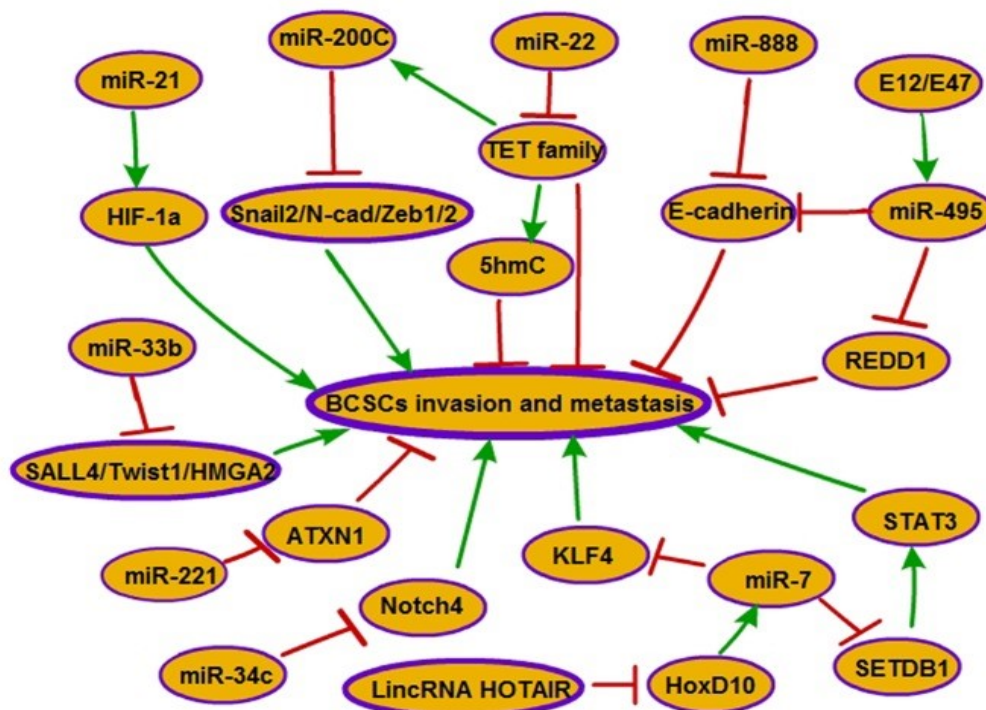 miR-200C
miR-22
miR-888
miR-21
E12/E47
TET family
HIF-1a
Snail2/N-cad/Zeb1/2
E-cadherin
miR-495
5hmC
miR-33b
REDD1
BCSCs invasion and metastasis
SALL4/Twist1/HMGA2
STAT3
ATXN1
KLF4
miR-221
miR-7
Notch4
miR-34c
SETDB1
LincRNA HOTAIR
HoxD10